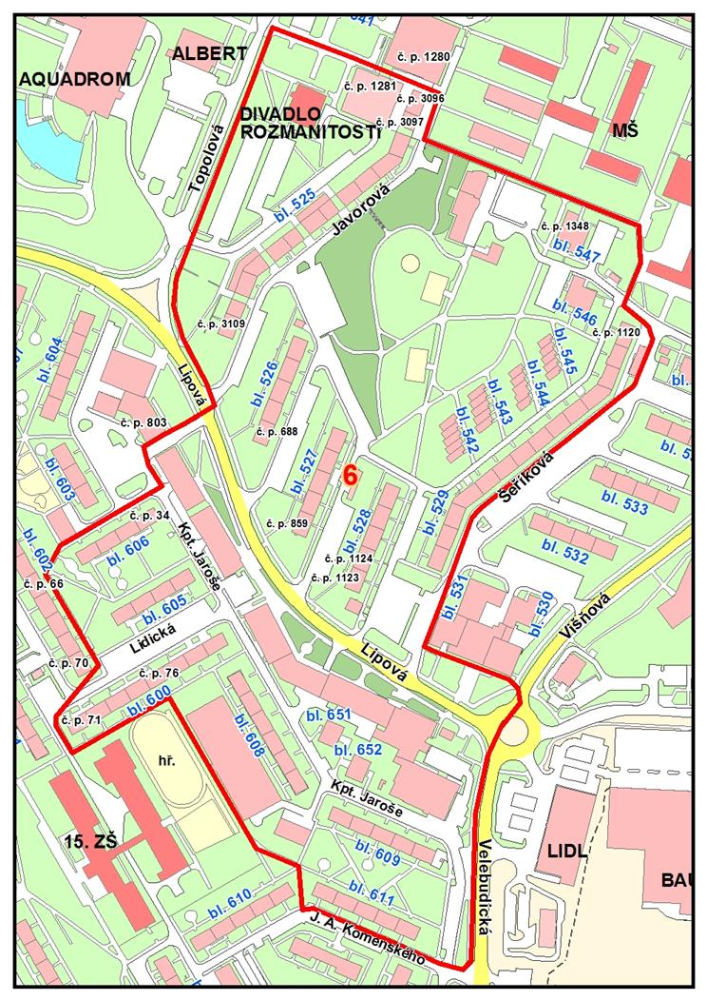 541
ALBERT
AQUADROM
č. p. 1280
č. p. 1281
č. p. 3096
DIVADLO
ROZMANITOSTI
č. p. 3097
MŠ
Topolová
bl. 525
Javorová
č. p. 1348
bl. 547
bl. 546
č. p. 3109
č. p. 1120
bl. 604
Lipová
bl. 526
bl. 545
bl. 544
bl. 543
bl. 542
č. p. 803
č. p. 688
bl. 603
bl. 527
6
Šeříková
bl. 533
bl. 529
bl. 528
č. p. 34
č. p. 859
bl. 606
bl. 602
Kpt. Jaroše
č. p. 1124
č. p. 1123
bl. 532
č. p. 66
bl. 605
bl. 531
bl. 530
Višňová
Lidická
č. p. 70
č. p. 76
Lipová
bl. 600
č. p. 71
bl. 651
bl. 608
bl. 652
hř.
Kpt. Jaroše
15. ZŠ
bl. 609
LIDL
BAU
Velebudická
bl. 610
bl. 611
J. A. Komenského